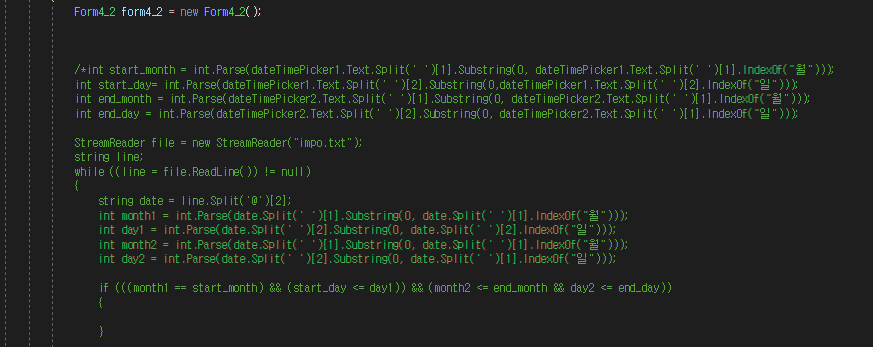 Form4_2 form4_2 = new Form4_2();
/*int start_month = int.Parse(dateTimePicker1.Text.Split(' ')[1].Substring(0, dateTimePicker1.Text.Split(' ')[1].IndexOf("월")));
int start_day= int.Parse(dateTimePicker1.Text.Split(' ')[2].Substring(0,dateTimePicker1.Text.Split(' ')[2].IndexOf("일")));
int end_month = int.Parse(dateTimePicker2.Text.Split(' ')[1].Substring(0, dateTimePicker2.Text.Split(' ')[1].IndexOf("월")));
int end_day = int.Parse(dateTimePicker2.Text.Split(' ')[2].Substring(0, dateTimePicker2.Text.Split(' ')[1].IndexOf("일")));
StreamReader file = new StreamReader("impo.txt");
string line;
while ((line = file.ReadLine()) != null)
{
string date = line.Split('@')[2];
int month1 = int.Parse(date.Split(' ')[1].Substring(0, date.Split(' ')[1].IndexOf("월")));
int day1 = int.Parse(date.Split(' ')[2].Substring(0, date.Split(' ')[2].IndexOf("일")));
int month2 = int.Parse(date.Split(' ')[1].Substring(0, date.Split(' ')[1].IndexOf("월")));
int day2 = int.Parse(date.Split(' ')[2].Substring(0, date.Split(' ')[1].IndexOf("일")));
if (((month1 == start_month) && (start_day <= day1)) && (month2 <= end_month && day2 <= end_day))
{
}